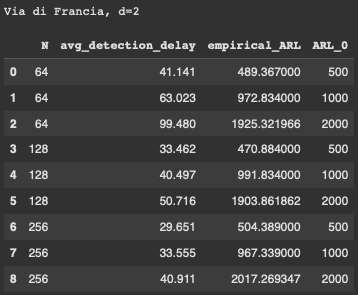 Via di Francia, d=2
N avg_detection_delay empirical_ARL ARL_0
0 64 41.141 489.367000 500
1 64 63.023 972.834000 1000
2 64 99.480 1925.321966 2000
3 128 33.462 470.884000 500
4 128 40.497 991.834000 1000
5 128 50.716 1903.861862 2000
6 256 29.651 504.389000 500
7 256 33.555 967.339000 1000
8 256 40.911 2017.269347 2000